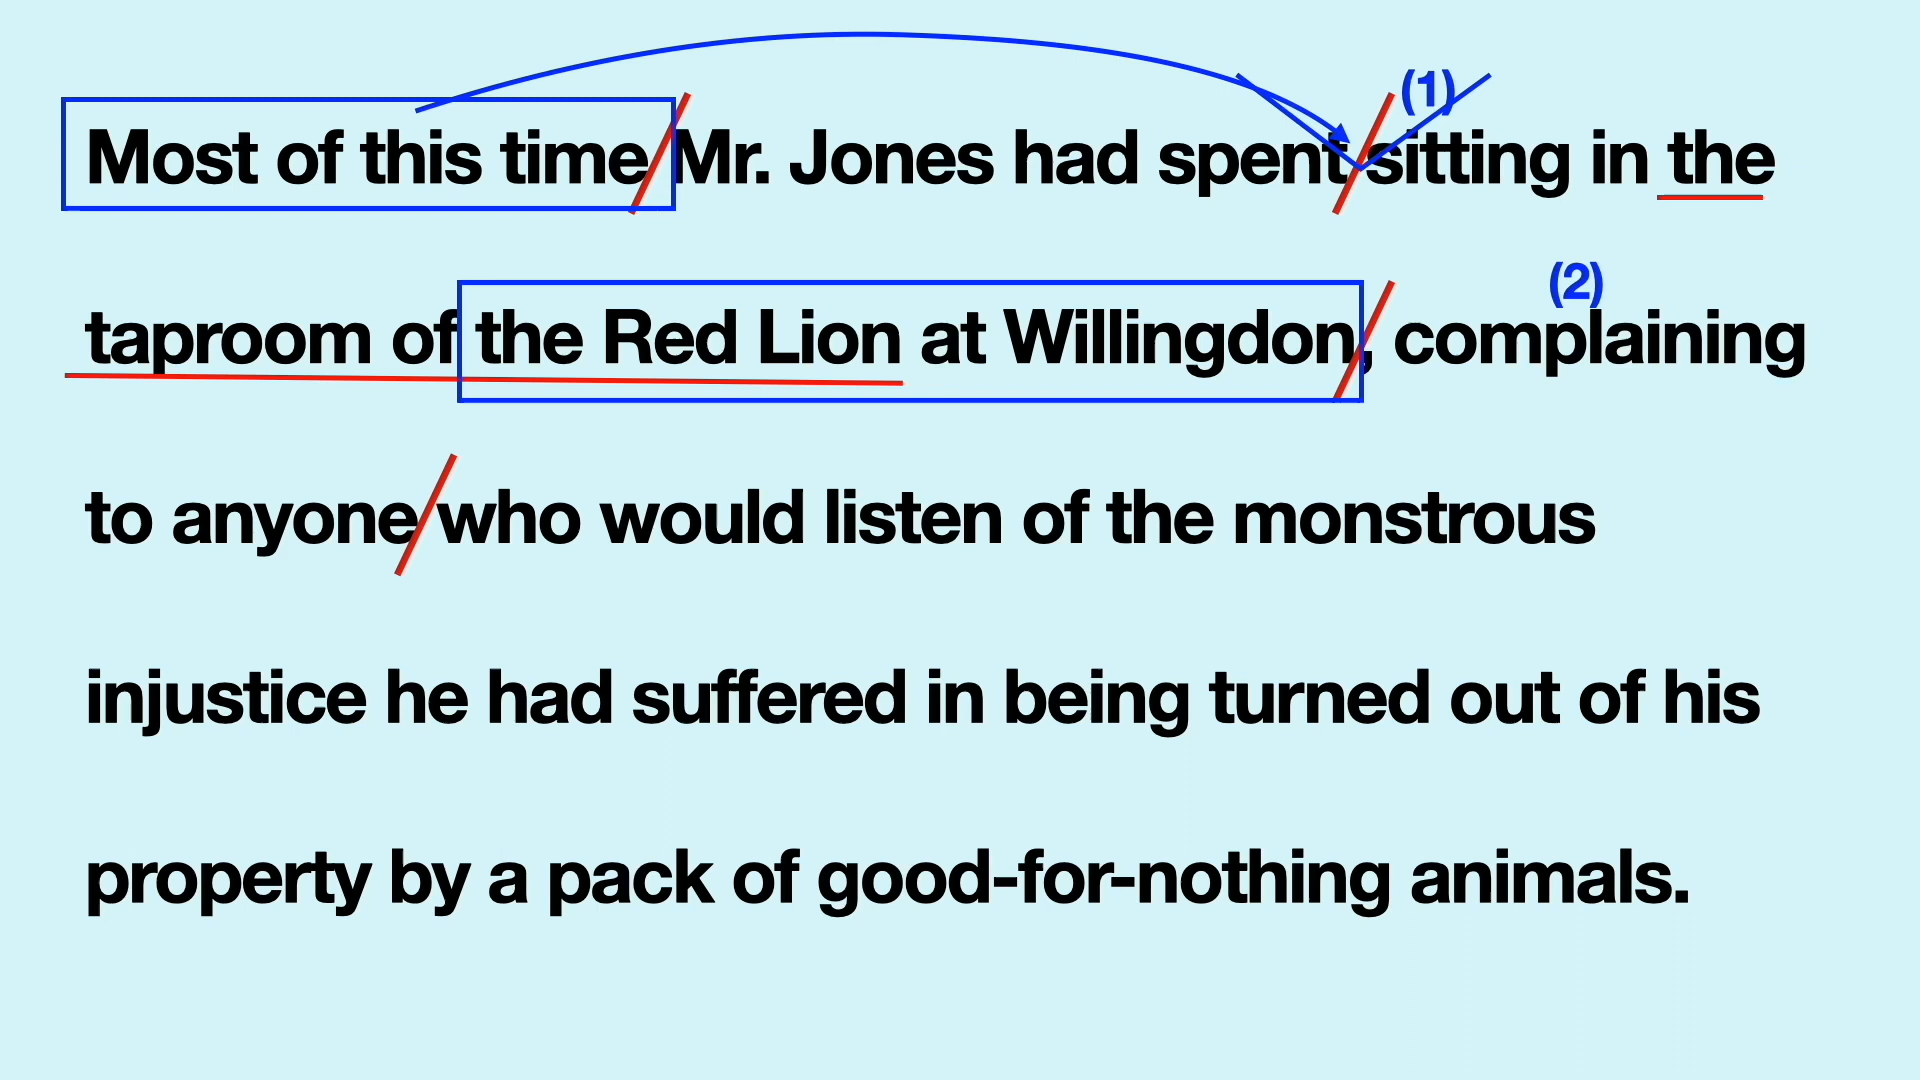 (1)
Most of this time Mr. Jones had spent sitting in the
(2)
taproom of the Red Lion at Willingdon, complaining
to anyone who would listen of the monstrous
injustice he had suffered in being turned out of his
property by a pack of good-for-nothing animals.